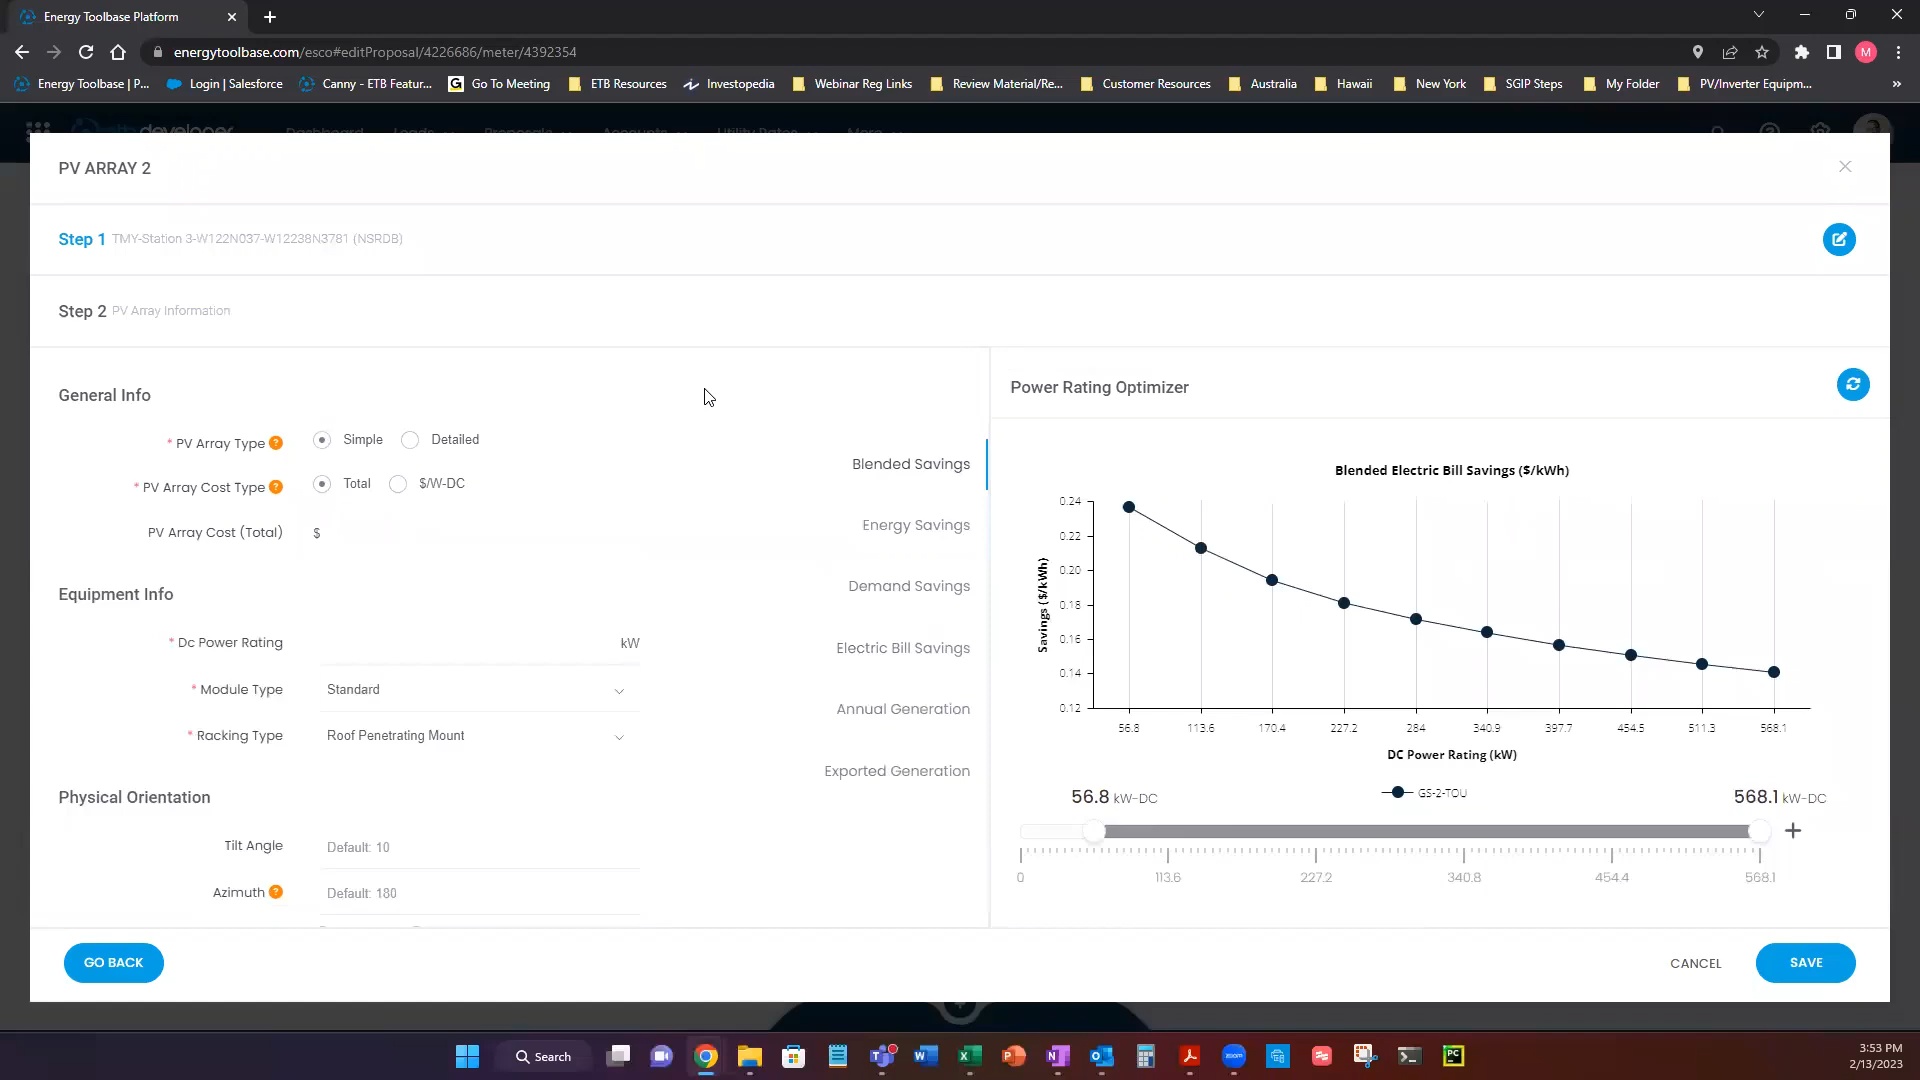 Energy Toolbase Platform
energytoolbase.com/esco#editProposal/4226686/meter/4392354
M
Energy Toolbase | P...
Login | Salesforce
Canny - ETB Featur...
Go To Meeting
ETB Resources
Investopedia
Webinar Reg Links
Review Material/Re...
Customer Resources
Australia
Hawaii
New York
SGIP Steps
My Folder
PV/Inverter Equipm...
»
PV ARRAY 2
Step 1 TMY-Station 3-W122N037-W12238N3781 (NSRDB)
Step 2 PV Array Information
General Info
* PV Array Type ? Simple Detailed
* PV Array Cost Type ? Total $/W-DC
PV Array Cost (Total) $
Equipment Info
* Dc Power Rating kW
* Module Type Standard
* Racking Type Roof Penetrating Mount
Physical Orientation
Tilt Angle Default: 10
Azimuth ? Default: 180
Blended Savings
Energy Savings
Demand Savings
Electric Bill Savings
Annual Generation
Exported Generation
Power Rating Optimizer
Blended Electric Bill Savings ($/kWh)
Savings ($/kWh)
0.24
0.22
0.20
0.18
0.16
0.14
0.12
56.8 113.6 170.4 227.2 284 340.9 397.7 454.5 511.3 568.1
DC Power Rating (kW)
GS-2-TOU
56.8 kW-DC
568.1 kW-DC
0 113.6 227.2 340.8 454.4 568.1
GO BACK
CANCEL
SAVE
Search
zoom
3:53 PM
2/13/2023